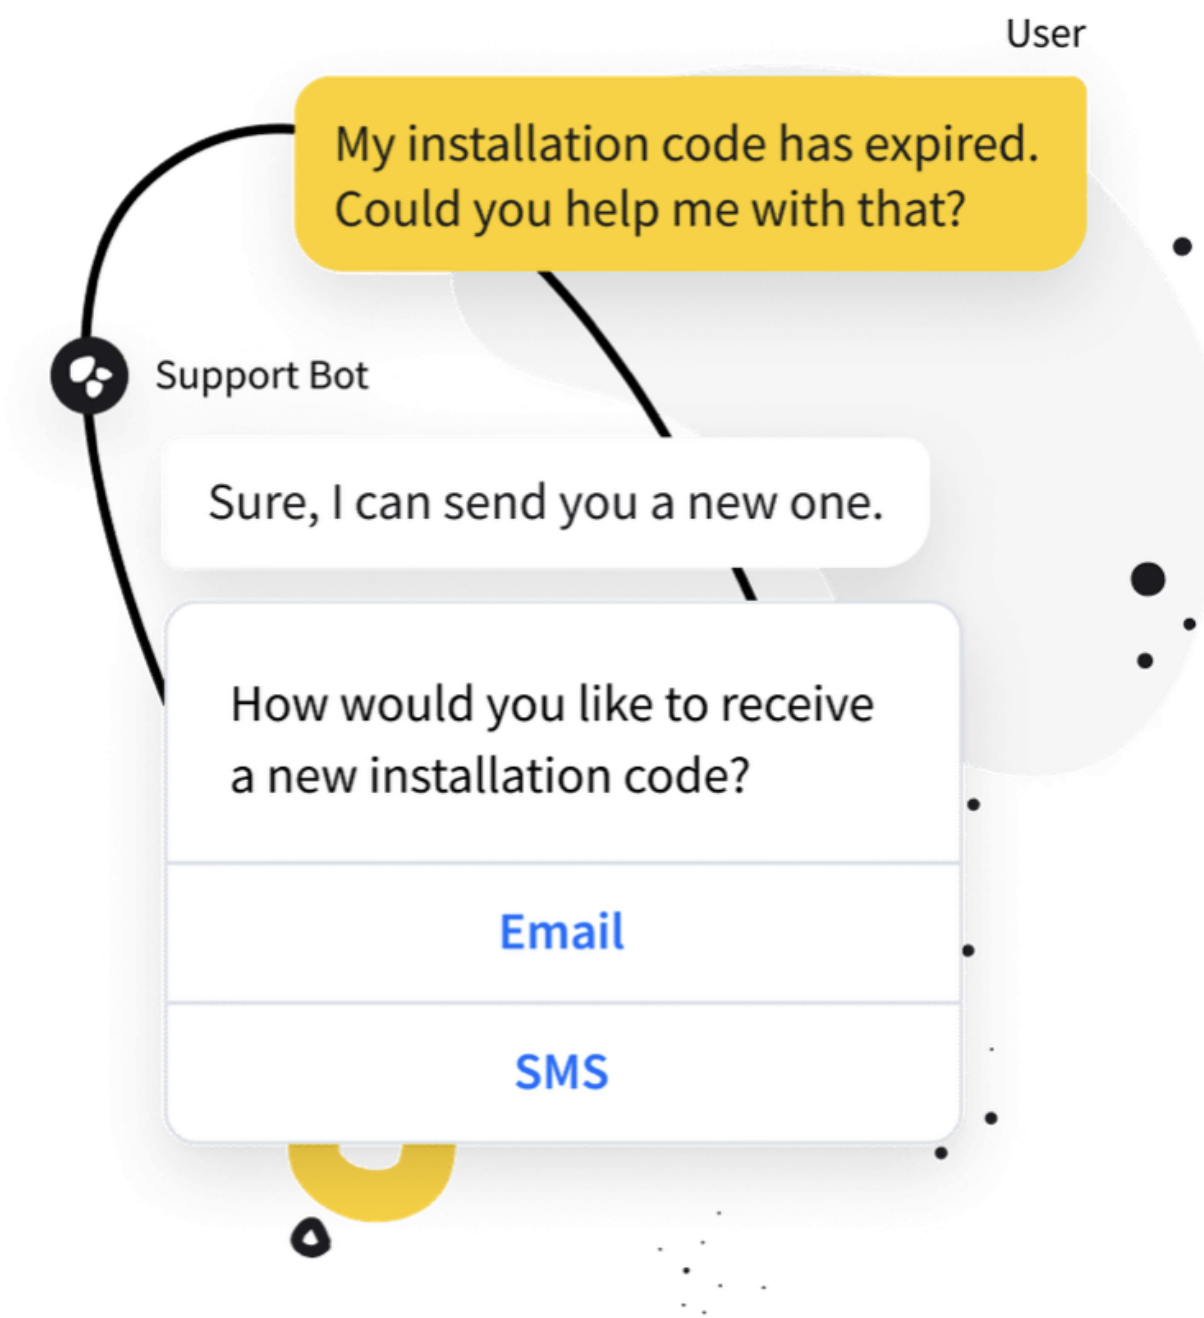 User
My installation code has expired.
Could you help me with that?
Support Bot
Sure, I can send you a new one.
How would you like to receive
a new installation code?
Email
SMS